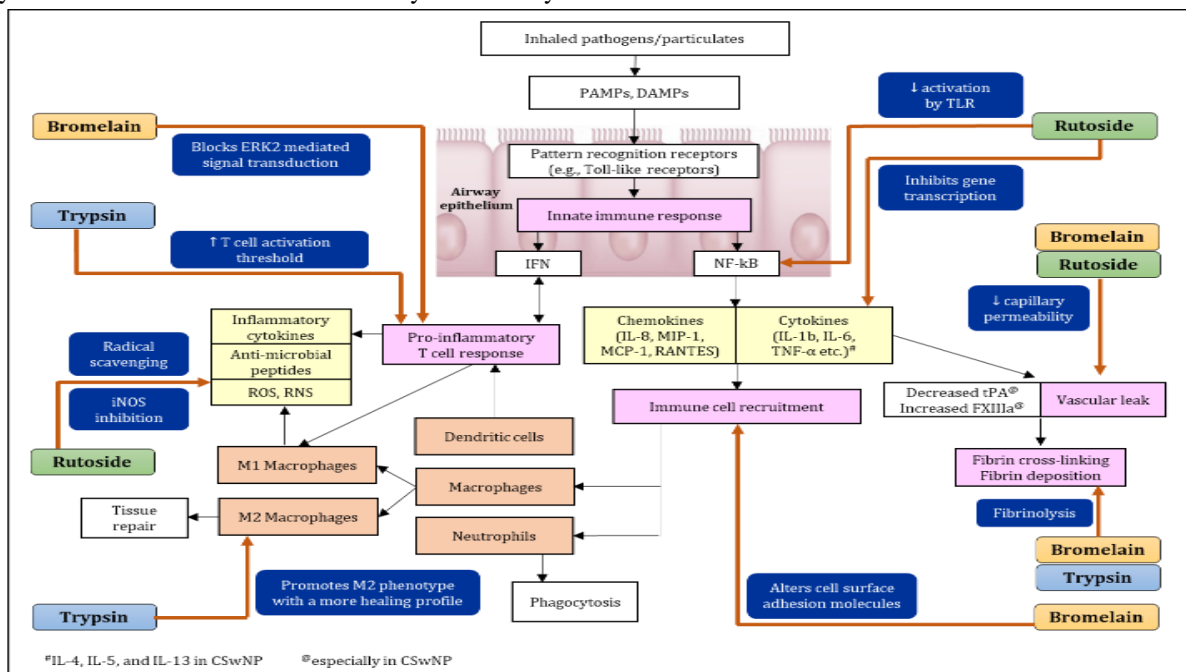 Inhaled pathogens/particulates
PAMPs, DAMPs
↓ activation
by TLR
Bromelain
Rutoside
Blocks ERK2 mediated
signal transduction
Pattern recognition receptors
(e.g., Toll-like receptors)
Inhibits gene
transcription
Airway
epithelium
Innate immune response
Trypsin
↑ T cell activation
threshold
IFN
NF-kB
Bromelain
Rutoside
↓ capillary
permeability
Inflammatory
cytokines
Anti-microbial
peptides
ROS, RNS
Pro-inflammatory
T cell response
Chemokines
(IL-8, MIP-1,
MCP-1, RANTES)
Cytokines
(IL-1b, IL-6,
TNF-α etc.)#
Radical
scavenging
iNOS
inhibition
Rutoside
Decreased tPA@
Increased FXIIIa@
Vascular leak
Immune cell recruitment
Dendritic cells
M1 Macrophages
Macrophages
Fibrin cross-linking
Fibrin deposition
Tissue
repair
M2 Macrophages
Neutrophils
Fibrinolysis
Bromelain
Trypsin
Promotes M2 phenotype
with a more healing profile
Phagocytosis
Alters cell surface
adhesion molecules
Trypsin
Bromelain
#IL-4, IL-5, and IL-13 in CSwNP
@especially in CSwNP